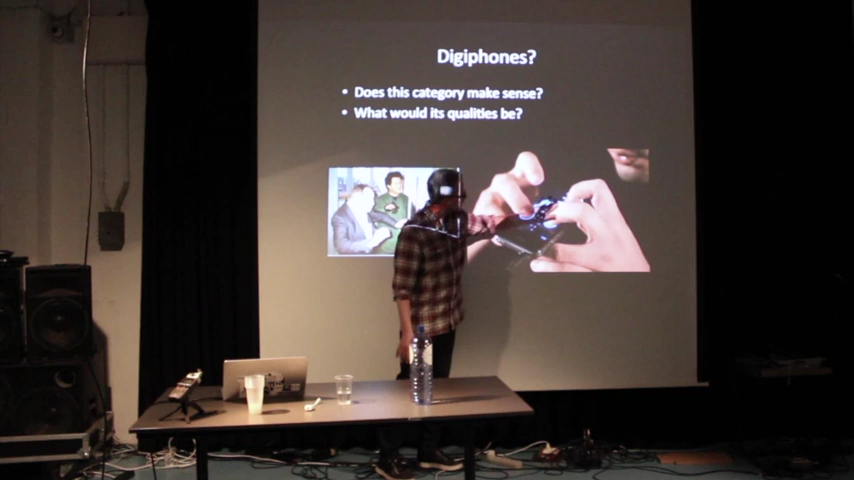 Digiphones?
• Does this category make sense?
• What would its qualities be?